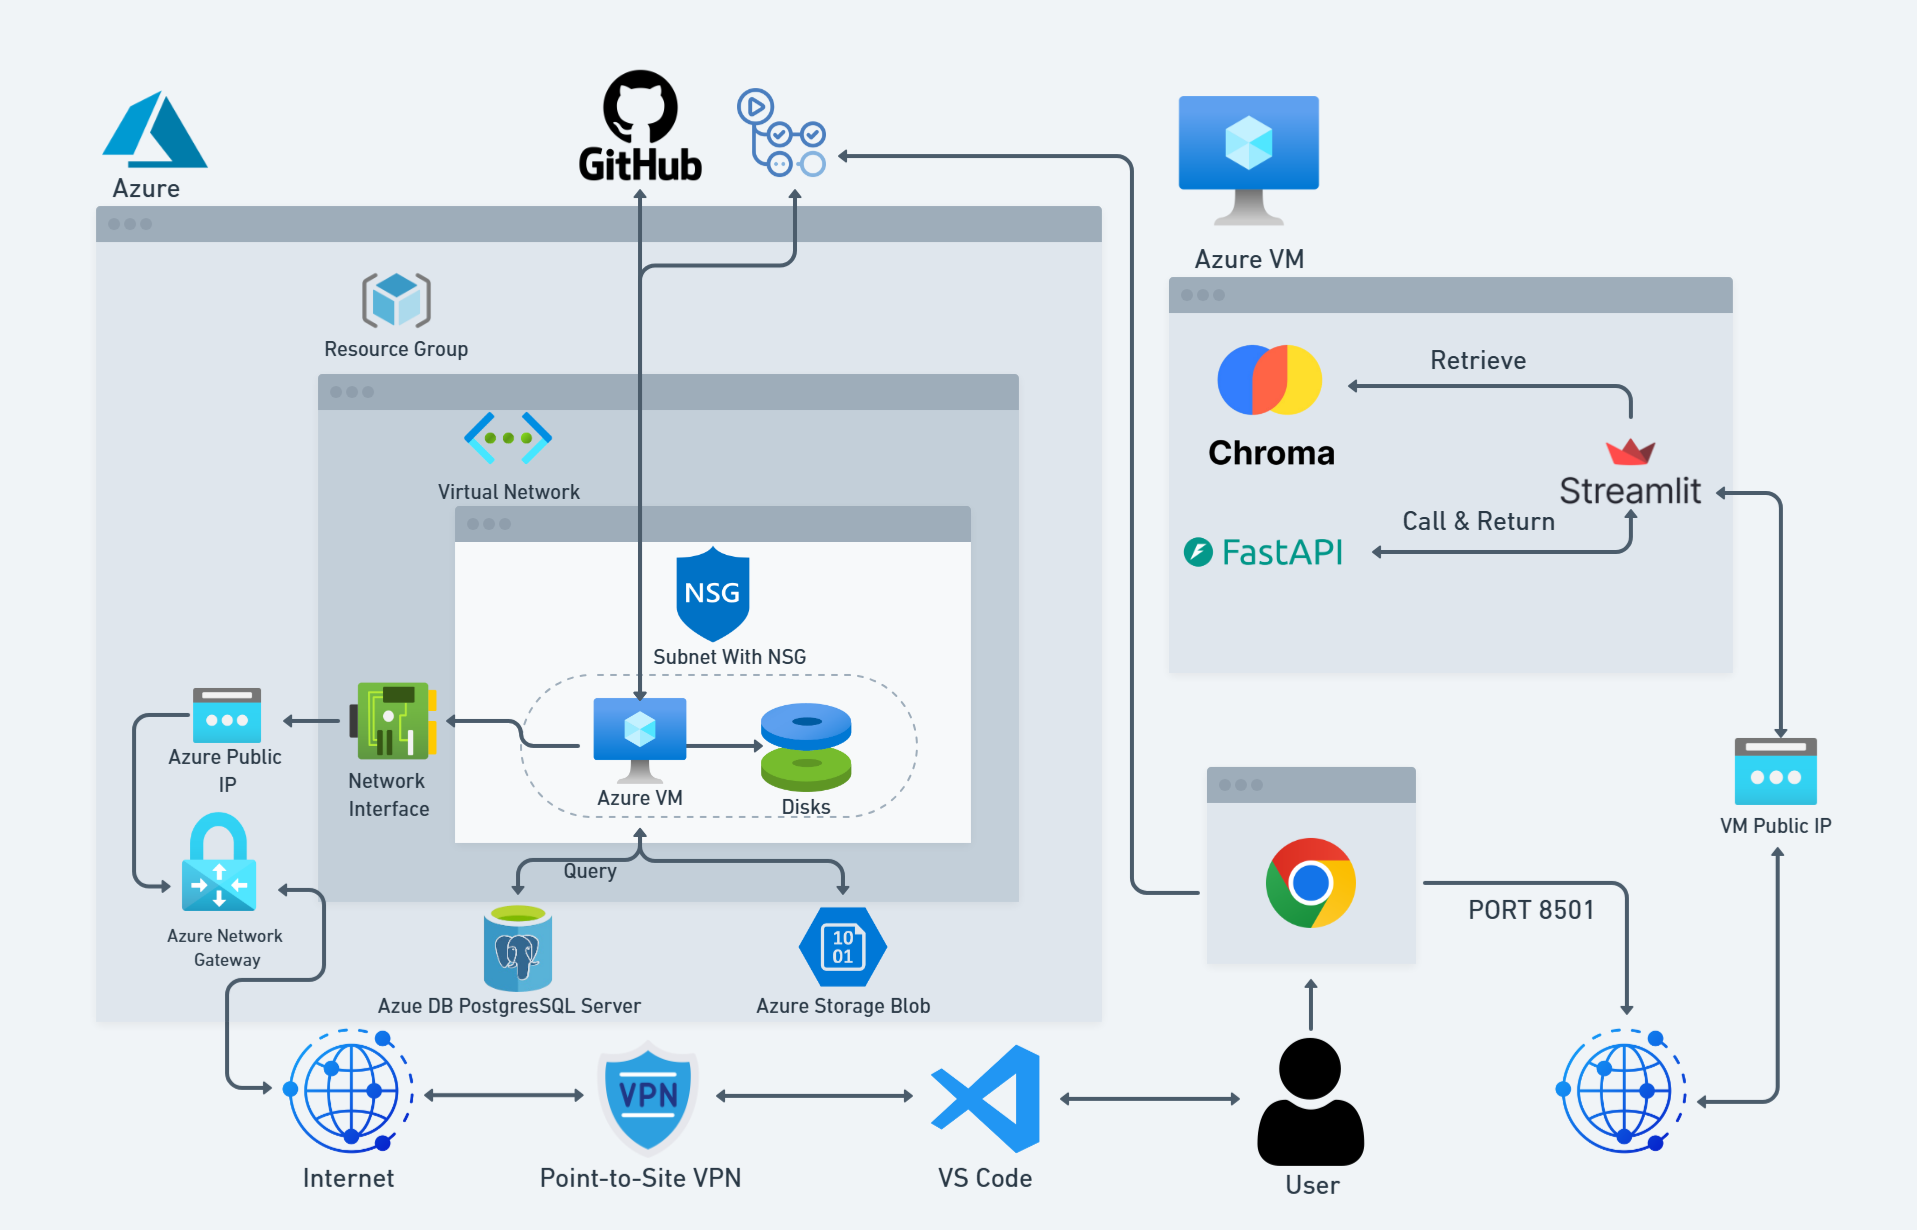 GitHub
Azure
Azure VM
Resource Group
Retrieve
Chroma
Virtual Network
Streamlit
Call & Return
FastAPI
NSG
Subnet With NSG
Azure Public
IP
Network
Interface
Azure VM
Disks
VM Public IP
Query
PORT 8501
Azure Network
Gateway
10
01
Azue DB PostgresSQL Server
Azure Storage Blob
VPN
Internet
Point-to-Site VPN
VS Code
User